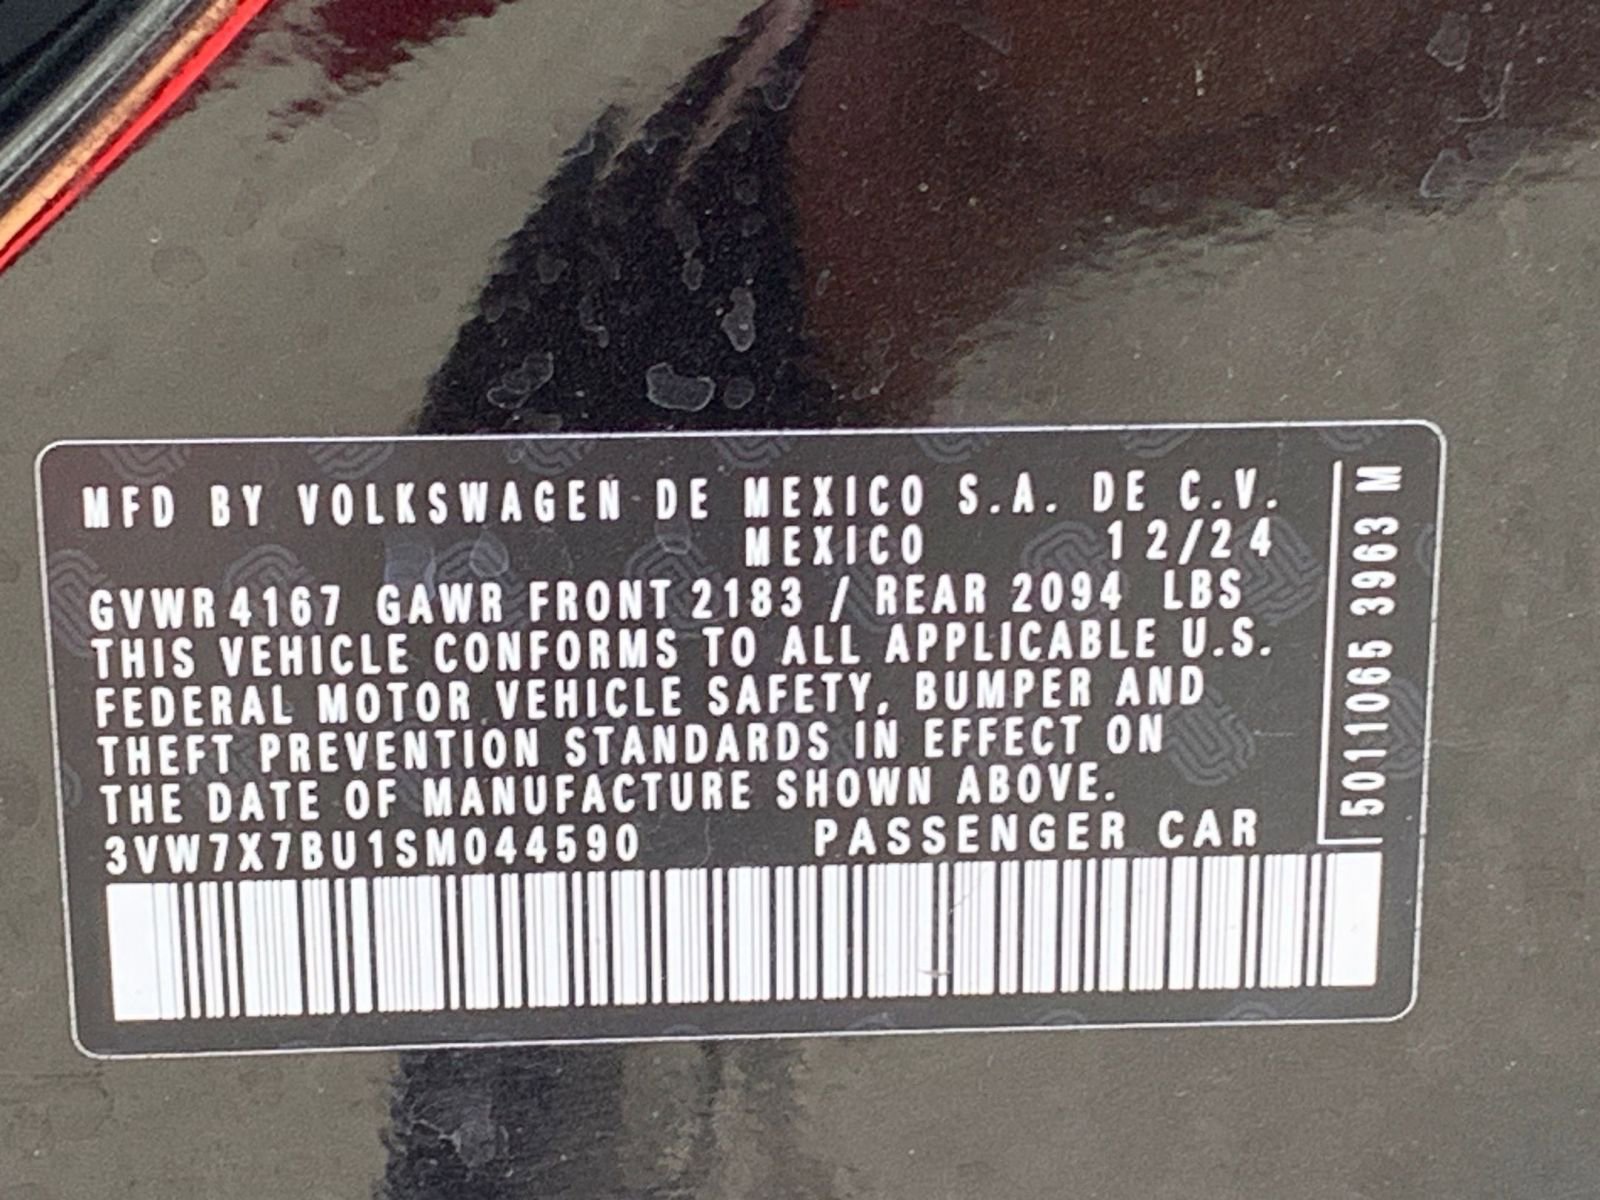 MFD BY VOLKSWAGEN DE MEXICO S.A. DE C.V.
MEXICO 12/24
GVWR 4167 GAWR FRONT 2183 / REAR 2094 LBS
THIS VEHICLE CONFORMS TO ALL APPLICABLE U.S.
FEDERAL MOTOR VEHICLE SAFETY, BUMPER AND
THEFT PREVENTION STANDARDS IN EFFECT ON
THE DATE OF MANUFACTURE SHOWN ABOVE.
3VW7X7BU1SM044590 PASSENGER CAR
5011065 3963 M